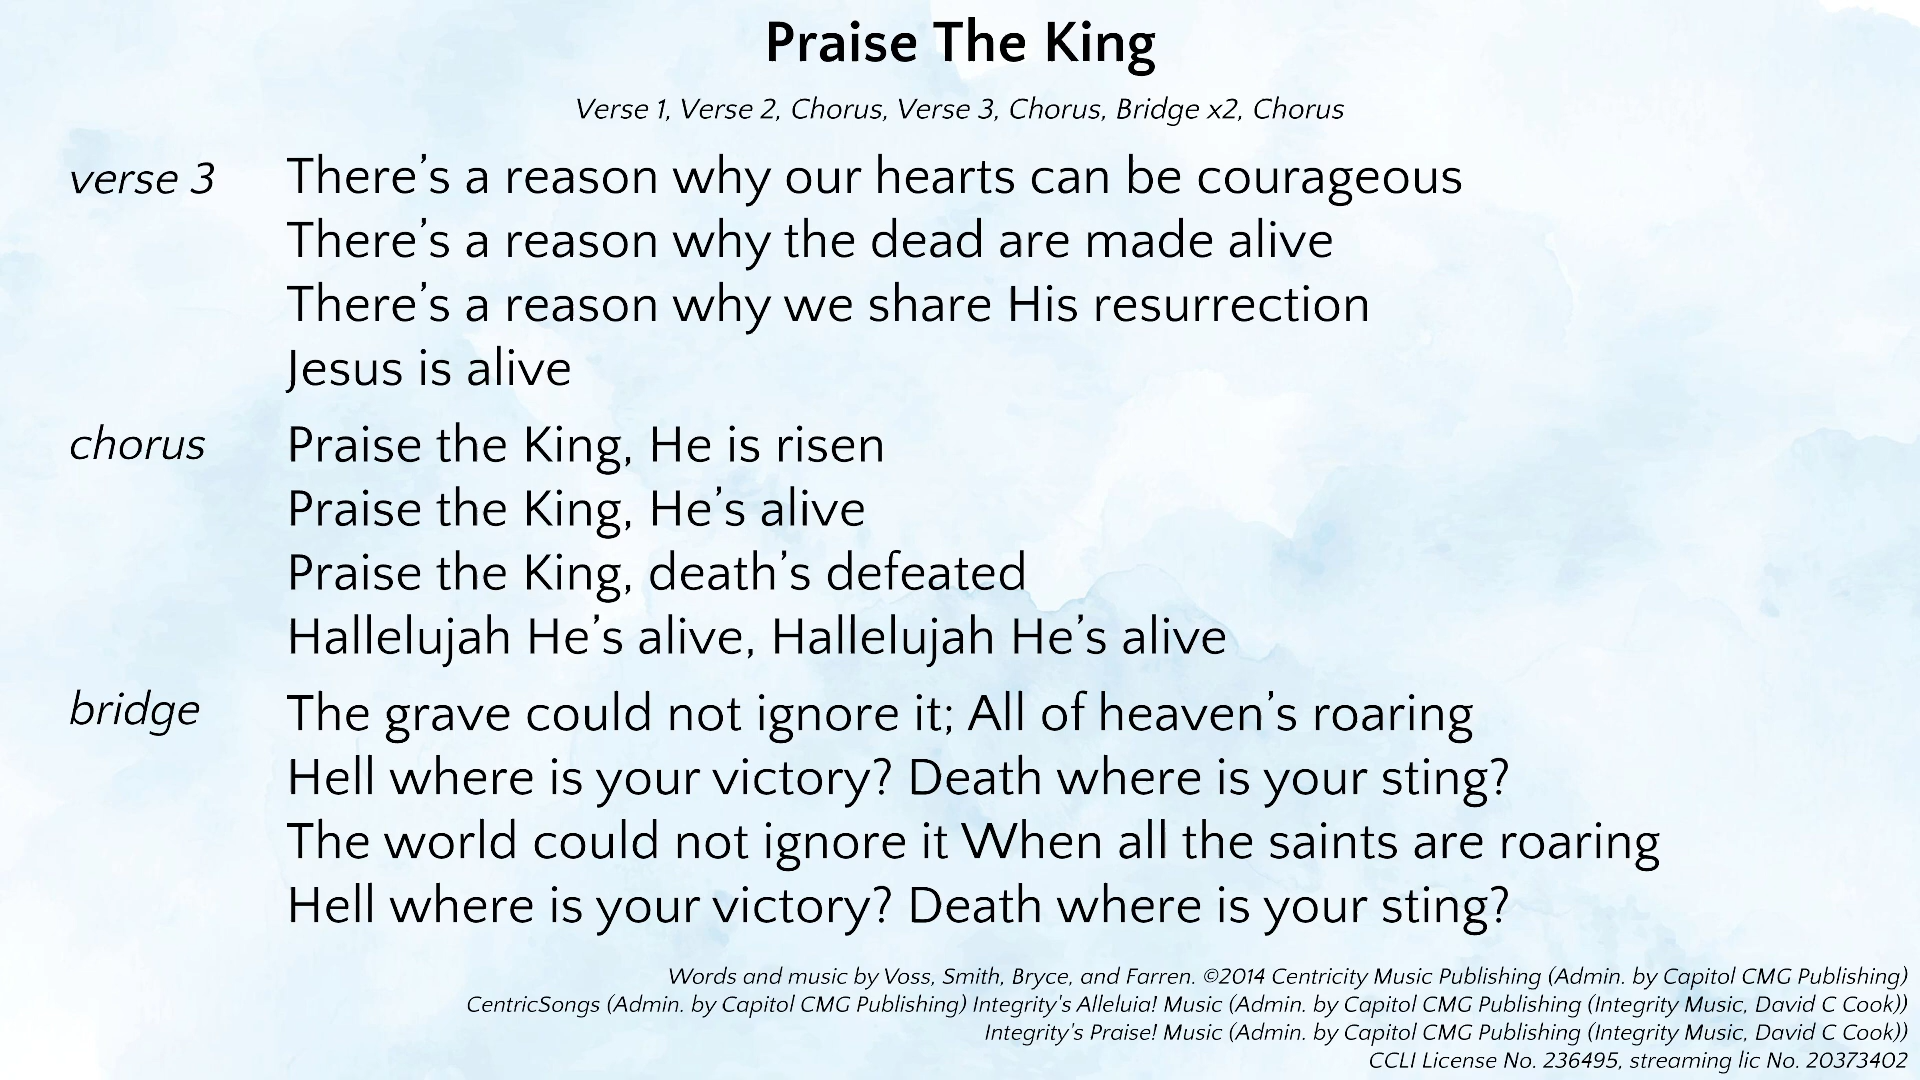 Praise The King
Verse 1, Verse 2, Chorus, Verse 3, Chorus, Bridge x2, Chorus
verse 3 There’s a reason why our hearts can be courageous
There’s a reason why the dead are made alive
There’s a reason why we share His resurrection
Jesus is alive
chorus Praise the King, He is risen
Praise the King, He’s alive
Praise the King, death’s defeated
Hallelujah He’s alive, Hallelujah He’s alive
bridge The grave could not ignore it; All of heaven’s roaring
Hell where is your victory? Death where is your sting?
The world could not ignore it When all the saints are roaring
Hell where is your victory? Death where is your sting?
Words and music by Voss, Smith, Bryce, and Farren. ©2014 Centricity Music Publishing (Admin. by Capitol CMG Publishing)
CentricSongs (Admin. by Capitol CMG Publishing) Integrity's Alleluia! Music (Admin. by Capitol CMG Publishing (Integrity Music, David C Cook))
Integrity's Praise! Music (Admin. by Capitol CMG Publishing (Integrity Music, David C Cook))
CCLI License No. 236495, streaming lic No. 20373402